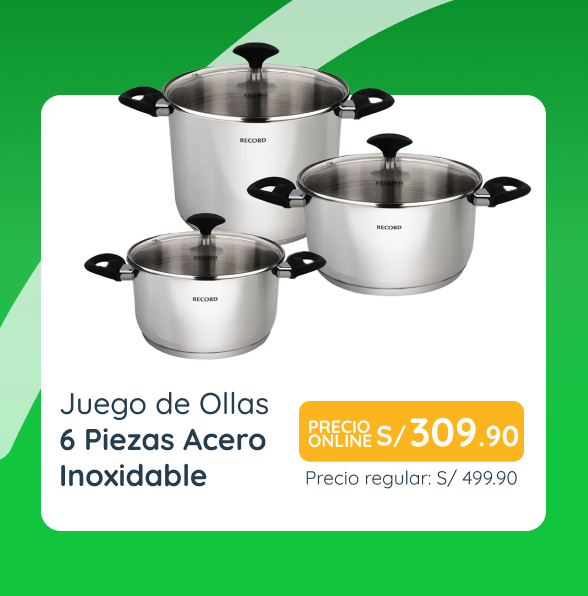 RECORD
RECORD
RECORD
Juego de Ollas
6 Piezas Acero
Inoxidable
PRECIO
ONLINE S/309.90
Precio regular: S/ 499.90